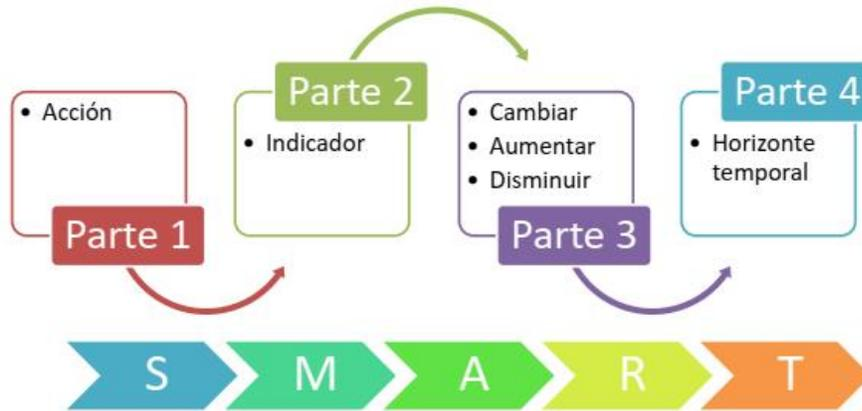 • Acción
Parte 1
Parte 2
• Indicador
• Cambiar
• Aumentar
• Disminuir
Parte 3
Parte 4
• Horizonte
temporal
S M A R T